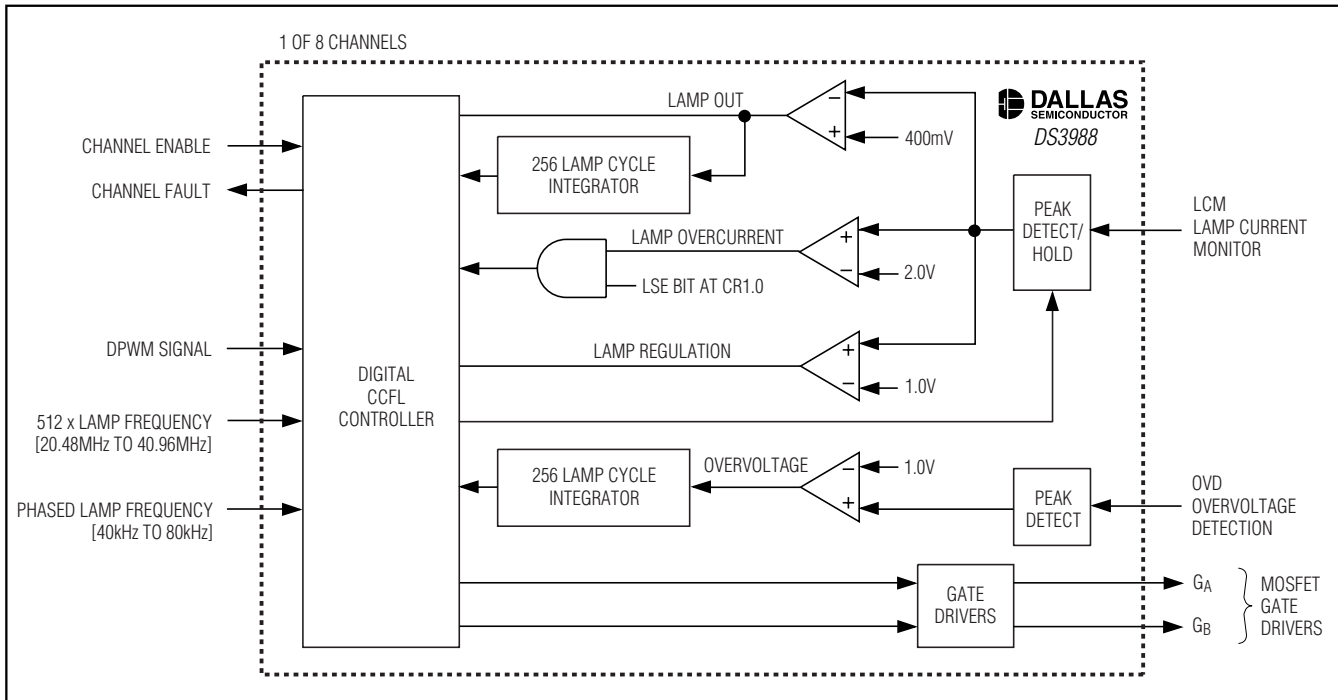 1 OF 8 CHANNELS
DALLAS
SEMICONDUCTOR
DS3988
CHANNEL ENABLE
CHANNEL FAULT
DPWM SIGNAL
512 x LAMP FREQUENCY
[20.48MHz TO 40.96MHz]
PHASED LAMP FREQUENCY
[40kHz TO 80kHz]
DIGITAL
CCFL
CONTROLLER
LAMP OUT
−
+
400mV
256 LAMP CYCLE
INTEGRATOR
LAMP OVERCURRENT
+
−
2.0V
LSE BIT AT CR1.0
LAMP REGULATION
+
−
1.0V
256 LAMP CYCLE
INTEGRATOR
OVERVOLTAGE
−
+
1.0V
PEAK
DETECT/
HOLD
LCM
LAMP CURRENT
MONITOR
PEAK
DETECT
OVD
OVERVOLTAGE
DETECTION
GATE
DRIVERS
GA
GB
MOSFET
GATE
DRIVERS